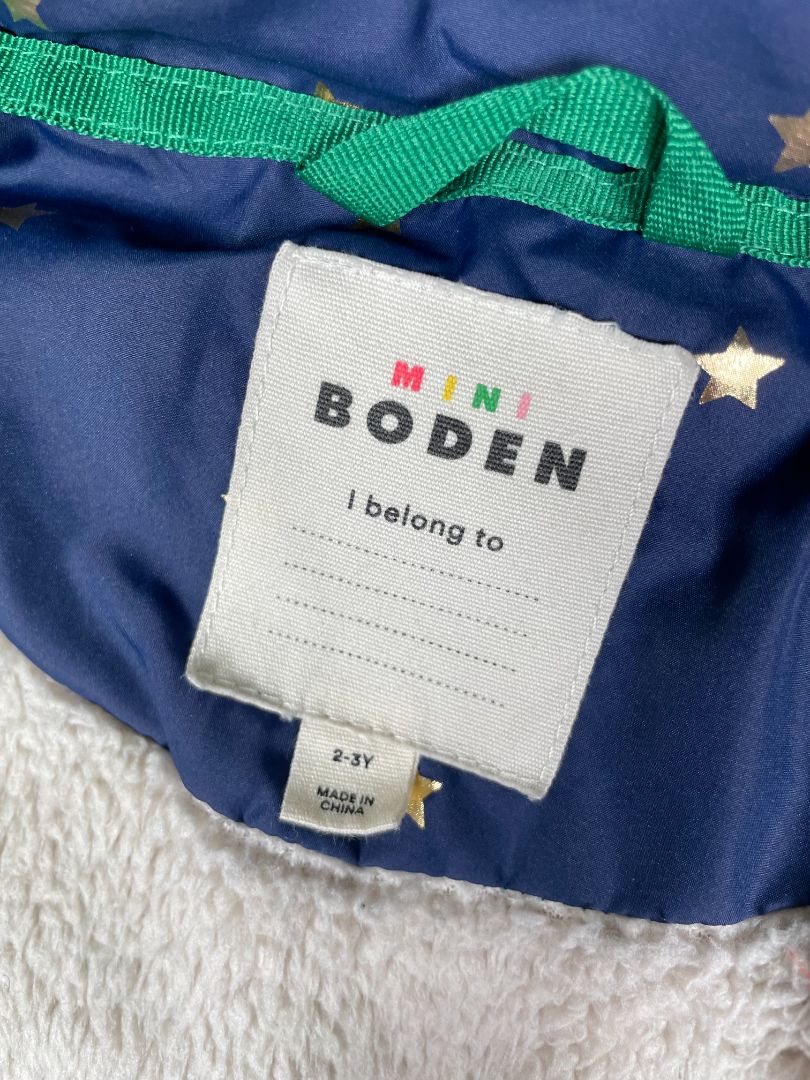 MINI
BODEN
I belong to
2-3Y
MADE IN
CHINA